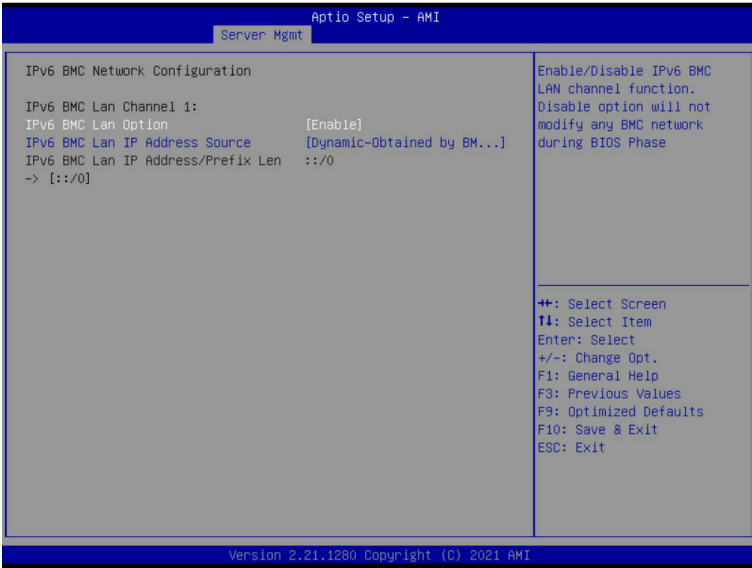 Aptio Setup – AMI
Server Mgmt
IPv6 BMC Network Configuration
IPv6 BMC Lan Channel 1:
IPv6 BMC Lan Option [Enable]
IPv6 BMC Lan IP Address Source [Dynamic-Obtained by BM...]
IPv6 BMC Lan IP Address/Prefix Len ::/0
-> [::/0]
Enable/Disable IPv6 BMC
LAN channel function.
Disable option will not
modify any BMC network
during BIOS Phase
→←: Select Screen
↑↓: Select Item
Enter: Select
+/-: Change Opt.
F1: General Help
F3: Previous Values
F9: Optimized Defaults
F10: Save & Exit
ESC: Exit
Version 2.21.1280 Copyright (C) 2021 AMI